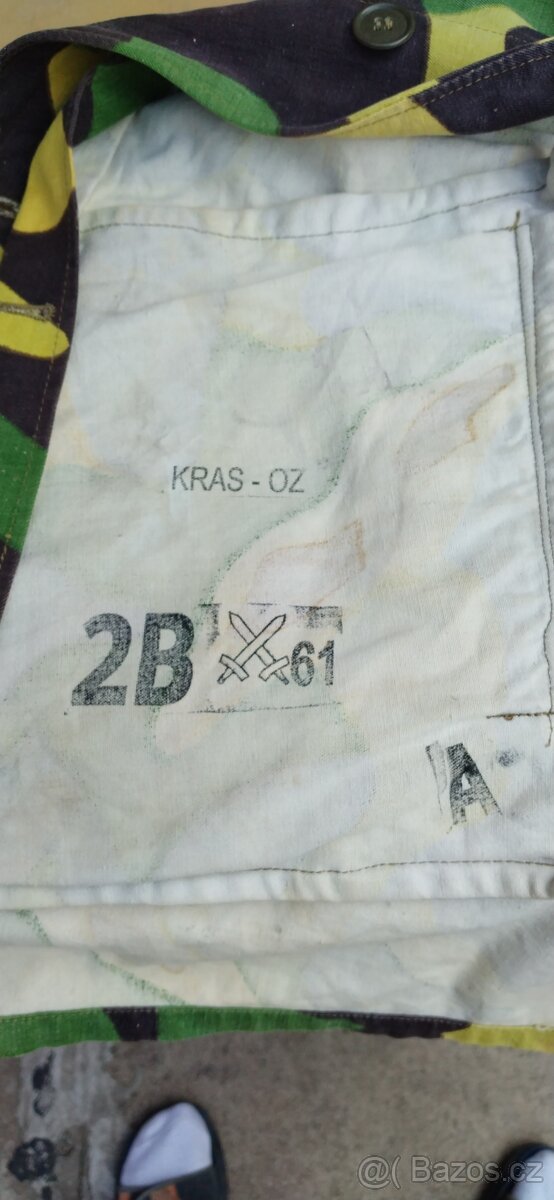 KRAS - OZ
2B 61
A
@( Bazos.cz